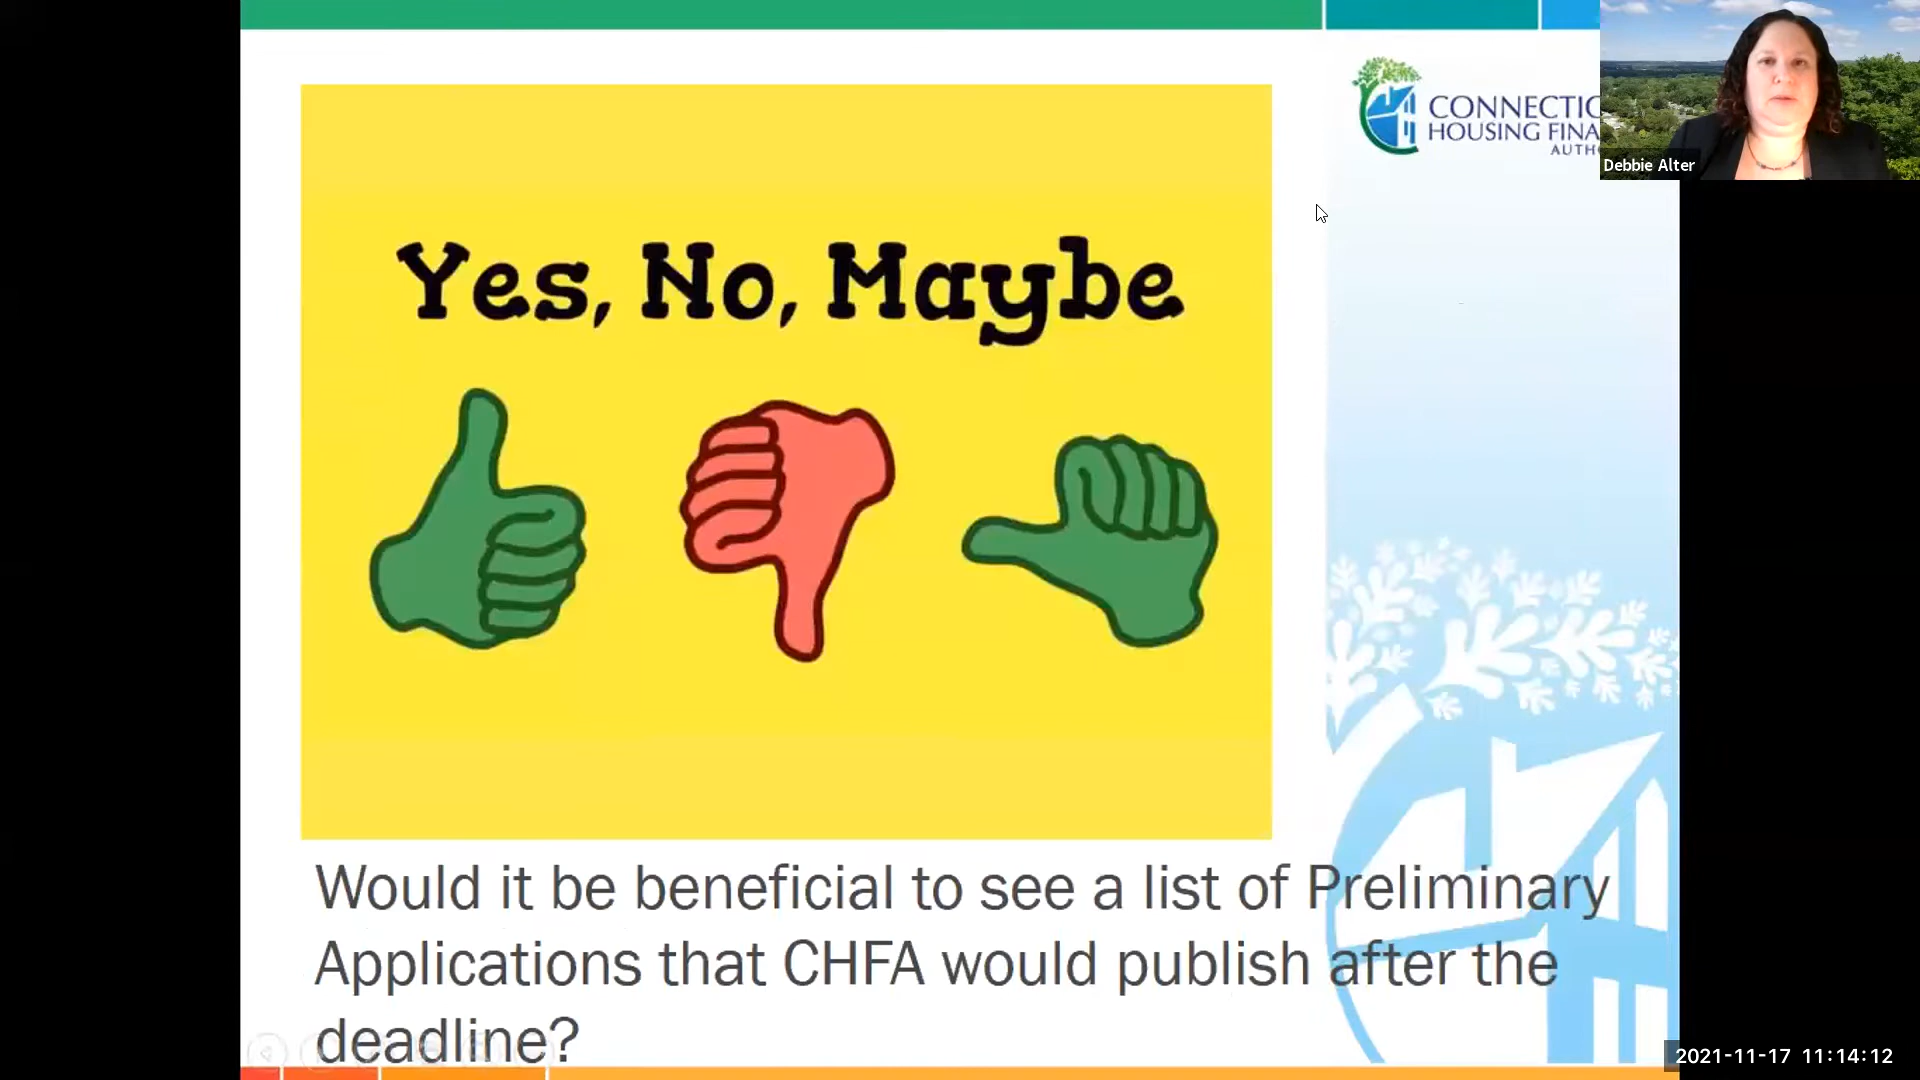 CONNECTIC
HOUSING FINA
AUTH
Debbie Alter
Yes, No, Maybe
Would it be beneficial to see a list of Preliminary
Applications that CHFA would publish after the
deadline?
2021-11-17 11:14:12